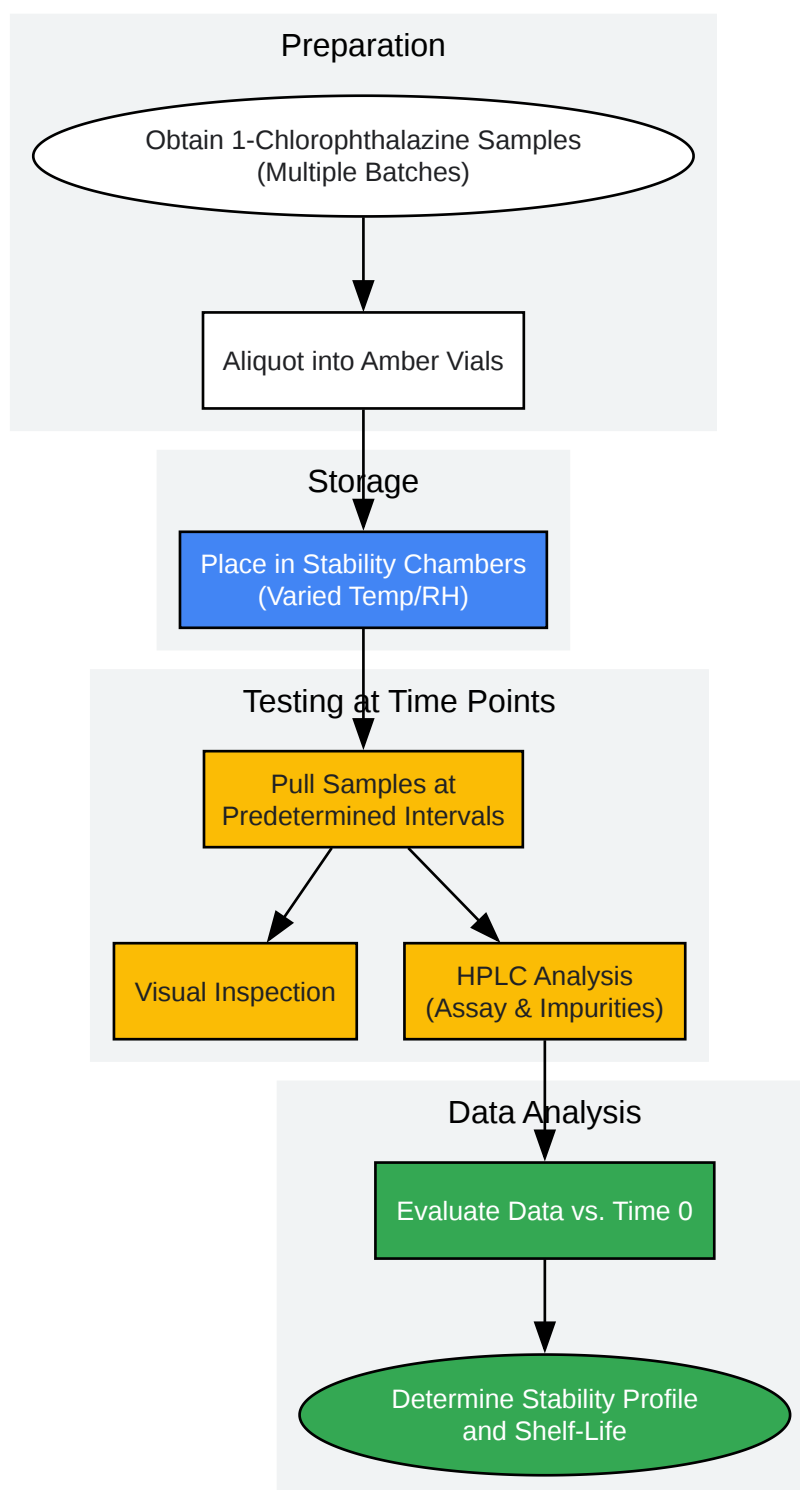 Preparation
Obtain 1-Chlorophthalazine Samples
(Multiple Batches)
Aliquot into Amber Vials
Storage
Place in Stability Chambers
(Varied Temp/RH)
Testing at Time Points
Pull Samples at
Predetermined Intervals
Visual Inspection
HPLC Analysis
(Assay & Impurities)
Data Analysis
Evaluate Data vs. Time 0
Determine Stability Profile
and Shelf-Life